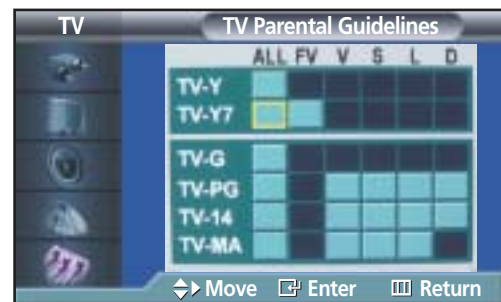 TV
TV Parental Guidelines
ALL FV V S L D
TV-Y
TV-Y7
TV-G
TV-PG
TV-14
TV-MA
Move Enter Return